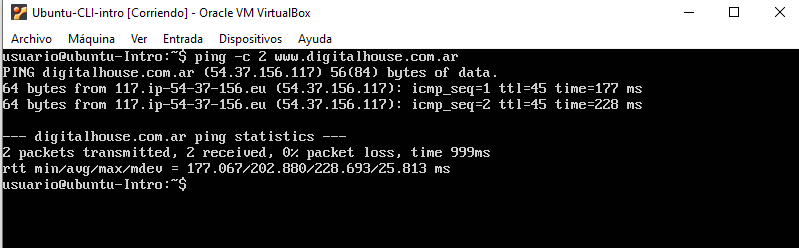 Ubuntu-CLI-intro [Corriendo] - Oracle VM VirtualBox
Archivo Máquina Ver Entrada Dispositivos Ayuda
usuario@ubuntu-Intro:~$ ping -c 2 www.digitalhouse.com.ar
PING digitalhouse.com.ar (54.37.156.117) 56(84) bytes of data.
64 bytes from 117.ip-54-37-156.eu (54.37.156.117): icmp_seq=1 ttl=45 time=177 ms
64 bytes from 117.ip-54-37-156.eu (54.37.156.117): icmp_seq=2 ttl=45 time=228 ms
--- digitalhouse.com.ar ping statistics ---
2 packets transmitted, 2 received, 0% packet loss, time 999ms
rtt min/avg/max/mdev = 177.067/202.880/228.693/25.813 ms
usuario@ubuntu-Intro:~$